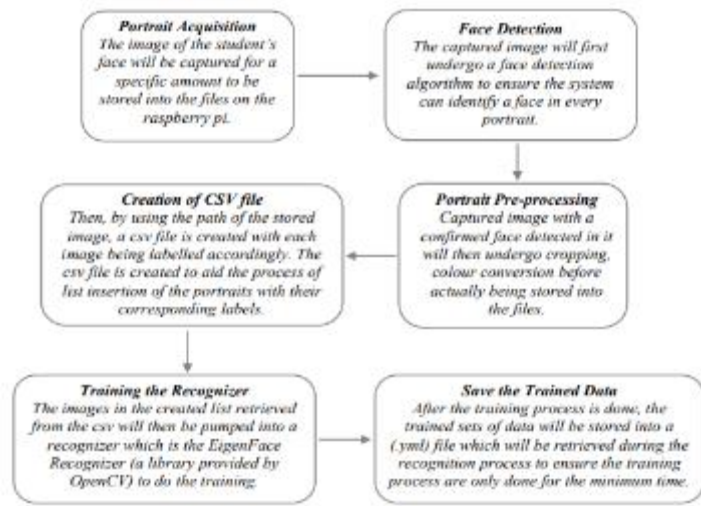 Portrait Acquisition
The image of the student's
face will be captured for a
specific amount to be
stored into the files on the
raspberry pi.
Face Detection
The captured image will first
undergo a face detection
algorithm to ensure the system
can identify a face in every
portrait.
Portrait Pre-processing
Captured image with a
confirmed face detected in it
will then undergo cropping,
colour conversion before
actually being stored into
the files.
Creation of CSV file
Then, by using the path of the stored
image, a csv file is created with each
image being labelled accordingly. The
csv file is created to aid the process of
list insertion of the portraits with their
corresponding labels.
Training the Recognizer
The images in the created list retrieved
from the csv will then be pumped into a
recognizer which is the EigenFace
Recognizer (a library provided by
OpenCV) to do the training.
Save the Trained Data
After the training process is done, the
trained sets of data will be stored into a
(.yml) file which will be retrieved during the
recognition process to ensure the training
process are only done for the minimum time.